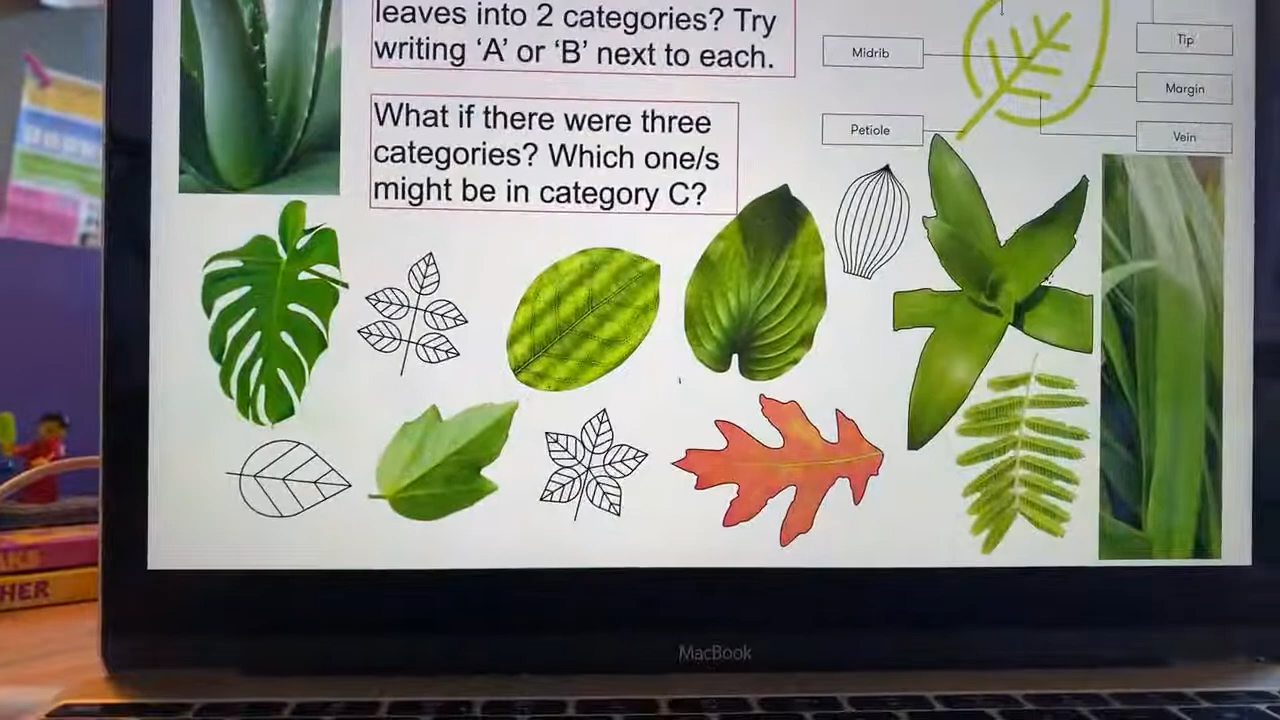 leaves into 2 categories? Try
writing ‘A’ or ‘B’ next to each.
What if there were three
categories? Which one/s
might be in category C?
Midrib
Petiole
Tip
Margin
Vein
HER
MacBook